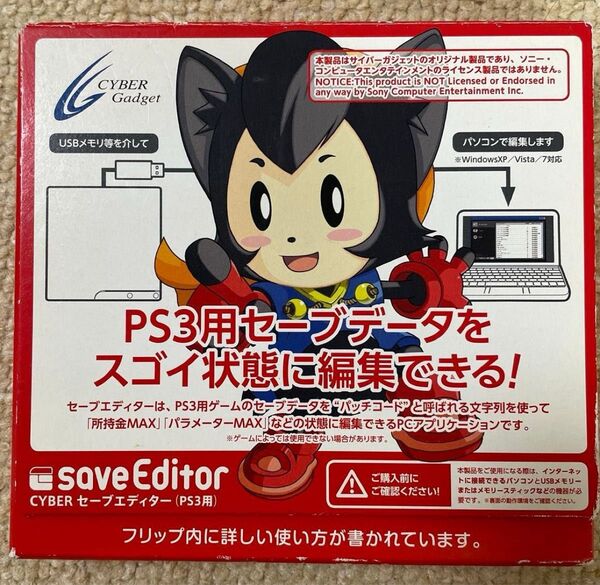 CYBER
Gadget
本製品はサイバーガジェットのオリジナル製品であり、ソニー・
コンピュータエンタテインメントのライセンス製品ではありません。
NOTICE:This product is NOT Licensed or Endorsed in
any way by Sony Computer Entertainment Inc.
USBメモリ等を介して
パソコンで編集します
※WindowsXP／Vista／7対応
PS3用セーブデータを
スゴイ状態に編集できる!
セーブエディターは、PS3用ゲームのセーブデータを“パッチコード”と呼ばれる文字列を使って
「所持金MAX」「パラメーターMAX」などの状態に編集できるPCアプリケーションです。
※ゲームによっては使用できない場合があります。
saveEditor
CYBER セーブエディター(PS3用)
ご購入前に
ご確認ください!
本製品をご使用になる際は、インターネット
に接続できるパソコンとUSBメモリー
またはメモリースティックなどの機器が必
要です。※裏面の動作環境をご確認ください。
フリップ内に詳しい使い方が書かれています。